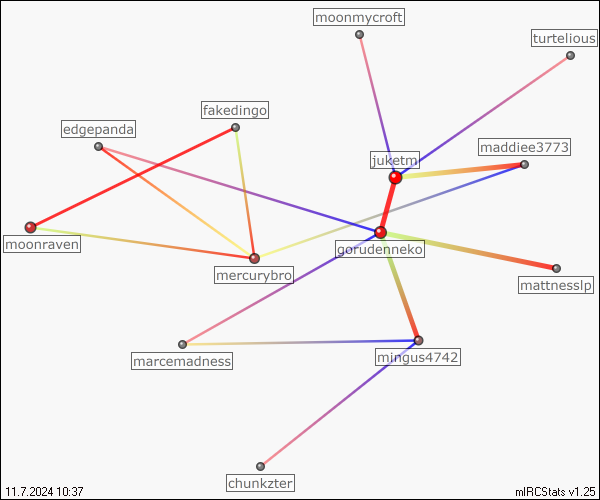 moonmycroft
turtelious
fakedingo
edgepanda
maddiee3773
juketm
moonraven
gorudenneko
mercurybro
mattnesslp
marcemadness
mingus4742
chunkzter
11.7.2024 10:37
mIRCStats v1.25